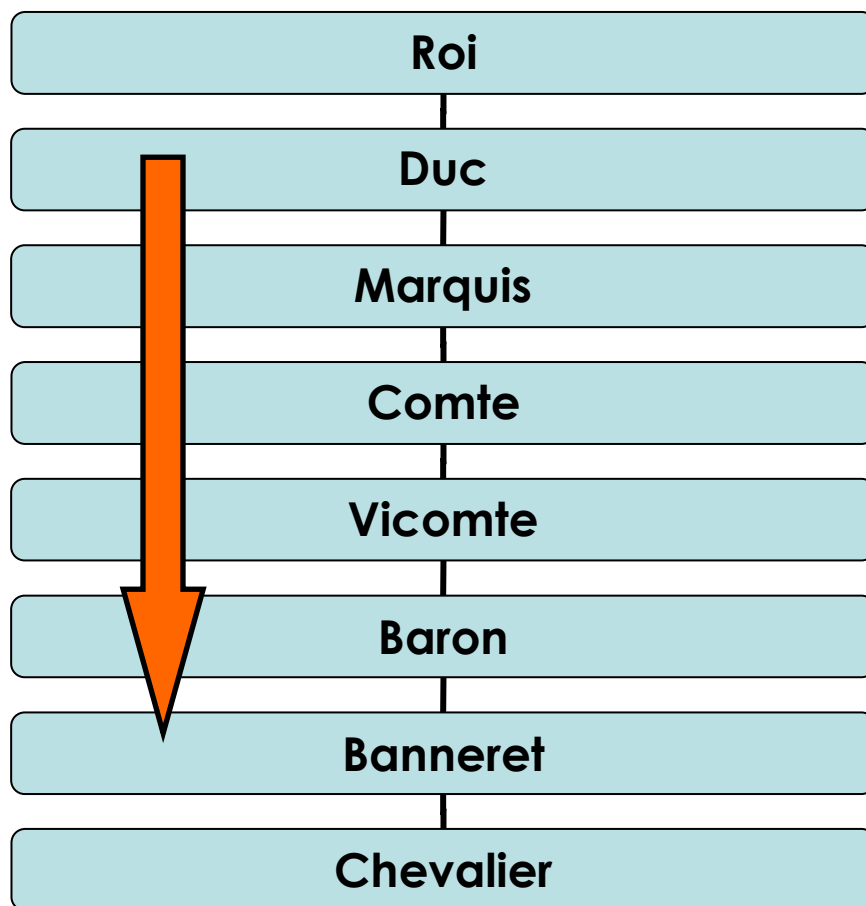 Roi
Duc
Marquis
Comte
Vicomte
Baron
Banneret
Chevalier